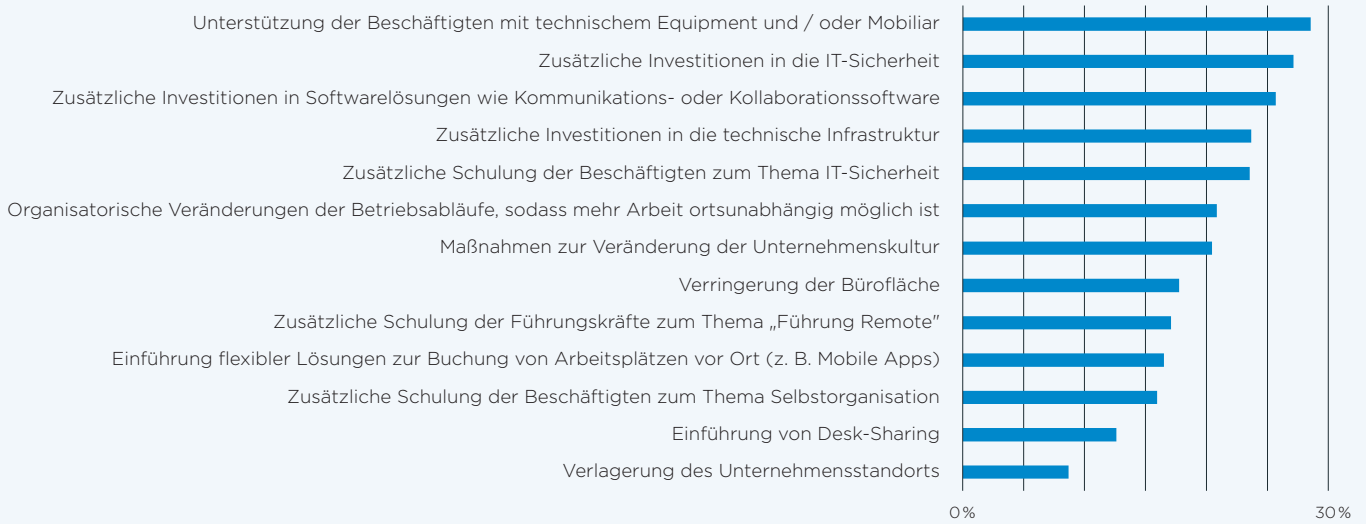 Unterstützung der Beschäftigten mit technischem Equipment und / oder Mobiliar
Zusätzliche Investitionen in die IT-Sicherheit
Zusätzliche Investitionen in Softwarelösungen wie Kommunikations- oder Kollaborationssoftware
Zusätzliche Investitionen in die technische Infrastruktur
Zusätzliche Schulung der Beschäftigten zum Thema IT-Sicherheit
Organisatorische Veränderungen der Betriebsabläufe, sodass mehr Arbeit ortsunabhängig möglich ist
Maßnahmen zur Veränderung der Unternehmenskultur
Verringerung der Bürofläche
Zusätzliche Schulung der Führungskräfte zum Thema „Führung Remote"
Einführung flexibler Lösungen zur Buchung von Arbeitsplätzen vor Ort (z. B. Mobile Apps)
Zusätzliche Schulung der Beschäftigten zum Thema Selbstorganisation
Einführung von Desk-Sharing
Verlagerung des Unternehmensstandorts
0 % 30 %